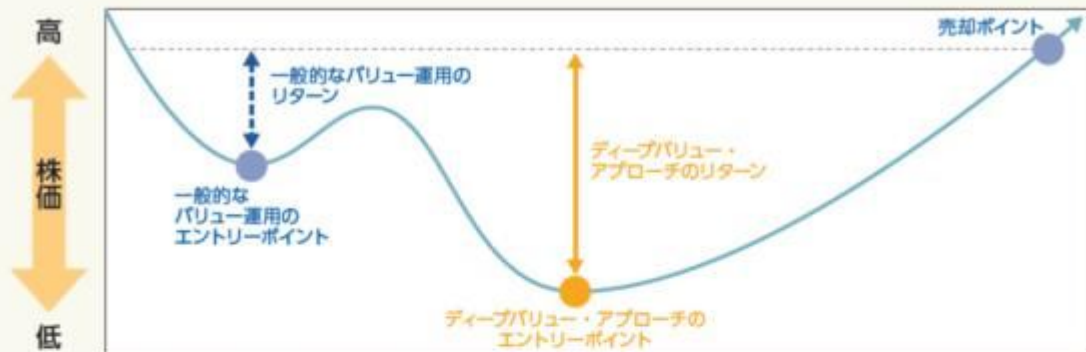 高
株価
低
売却ポイント
一般的なバリュー運用の
リターン
ディープバリュー・
アプローチのリターン
一般的な
バリュー運用の
エントリーポイント
ディープバリュー・アプローチの
エントリーポイント